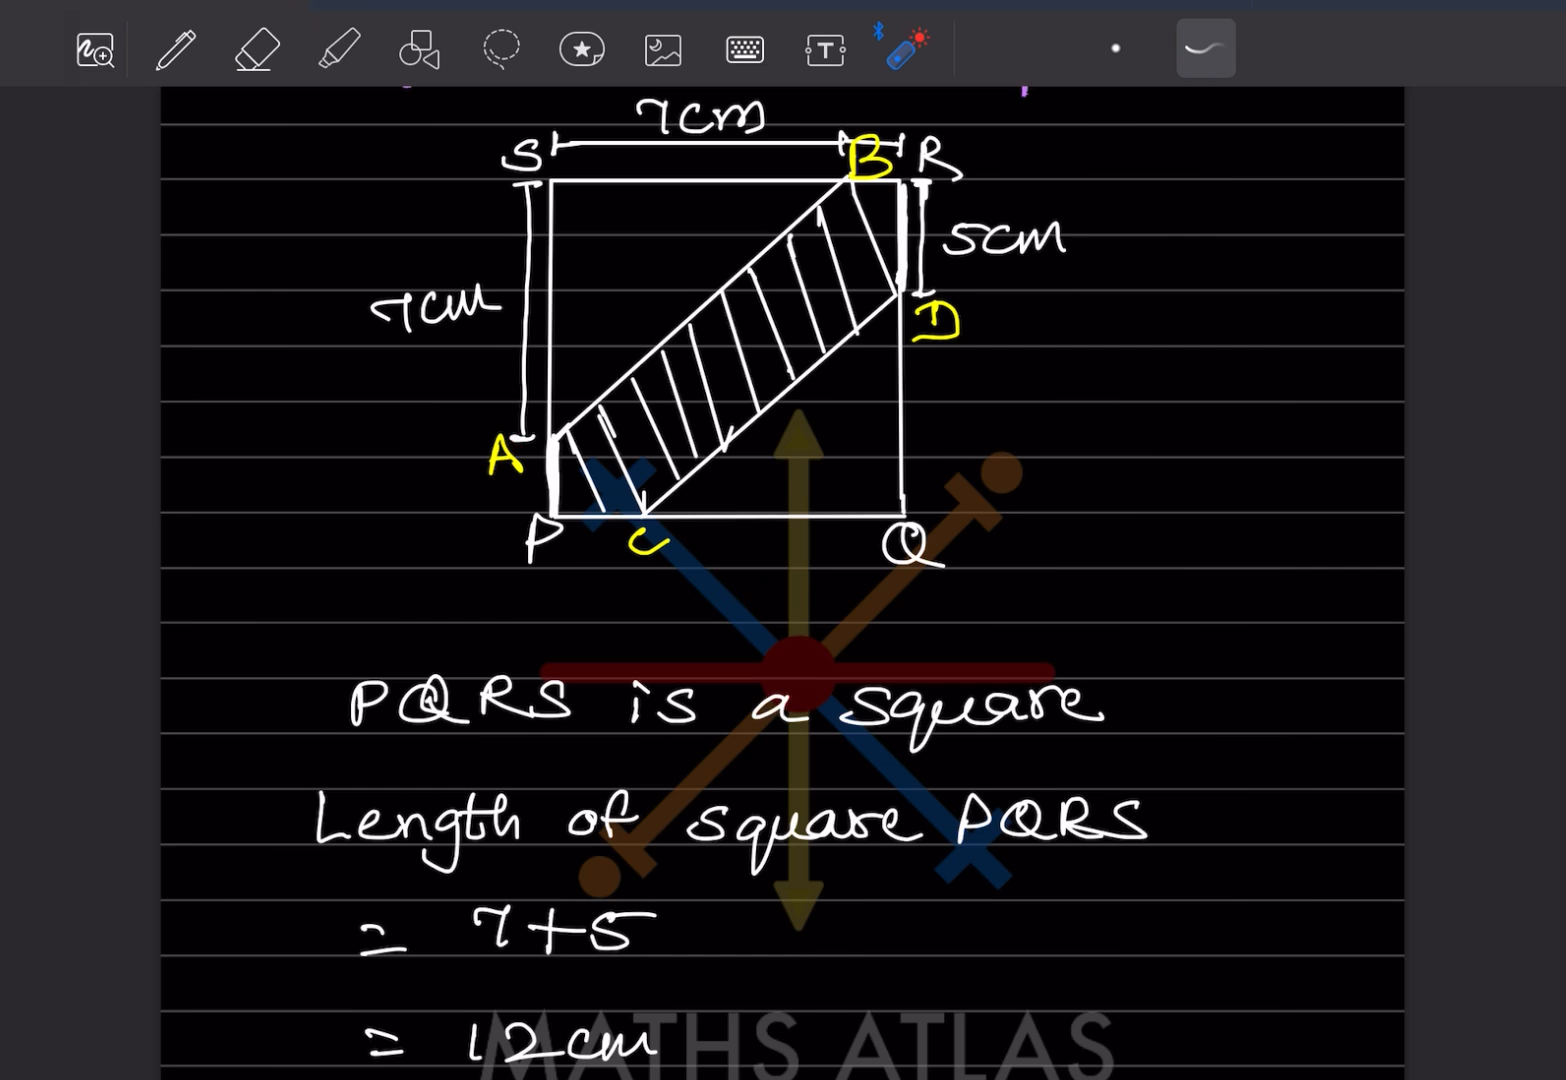 7cm
S B R
5cm
7cm
D
A
P C Q
PQRS is a square
Length of square PQRS
= 7+5
= 12cm
MATHS ATLAS